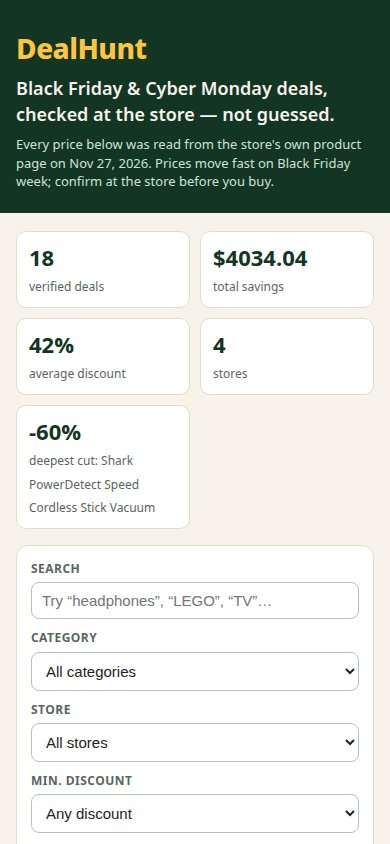 DealHunt
Black Friday & Cyber Monday deals,
checked at the store — not guessed.
Every price below was read from the store's own product
page on Nov 27, 2026. Prices move fast on Black Friday
week; confirm at the store before you buy.
18
verified deals
$4034.04
total savings
42%
average discount
4
stores
-60%
deepest cut: Shark
PowerDetect Speed
Cordless Stick Vacuum
SEARCH
Try “headphones”, “LEGO”, “TV”…
CATEGORY
All categories
STORE
All stores
MIN. DISCOUNT
Any discount